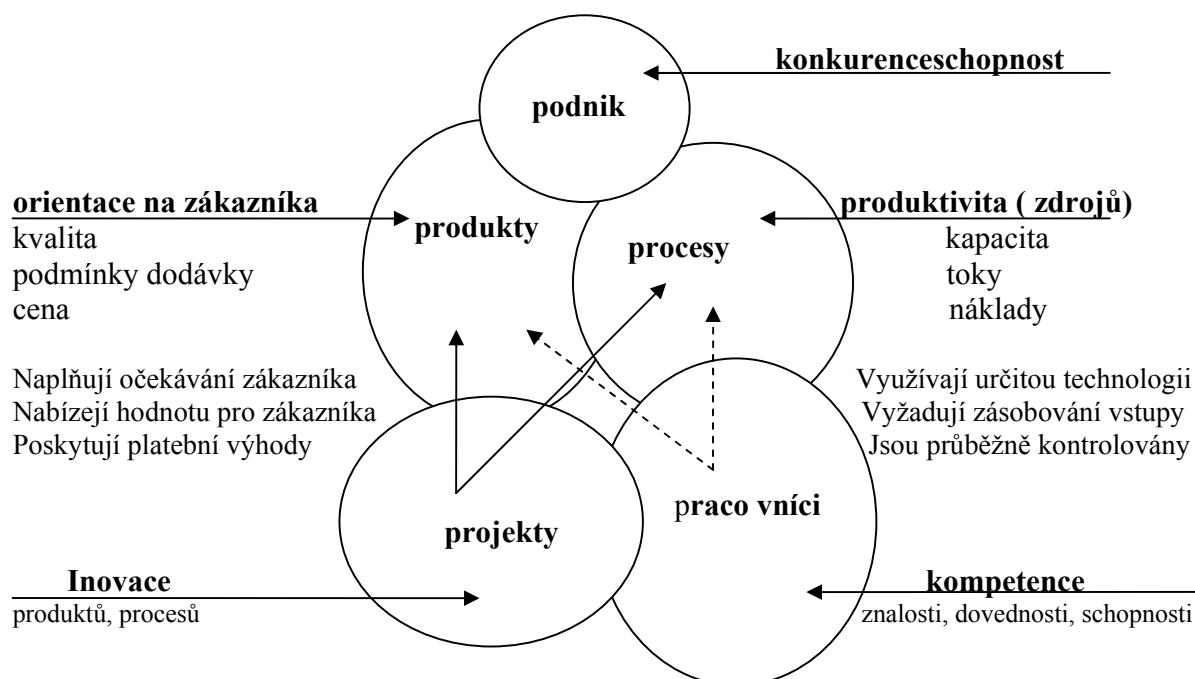 konkurenceschopnost
podnik
orientace na zákazníka
produktivita ( zdrojů)
produkty
kvalita
kapacita
procesy
podmínky dodávky
toky
cena
náklady
Naplňují očekávání zákazníka
Využívají určitou technologii
Nabízejí hodnotu pro zákazníka
Vyžadují zásobování vstupy
Poskytují platební výhody
Jsou průběžně kontrolovány
praco vníci
projekty
Inovace
kompetence
produktů, procesů
znalosti, dovednosti, schopnosti